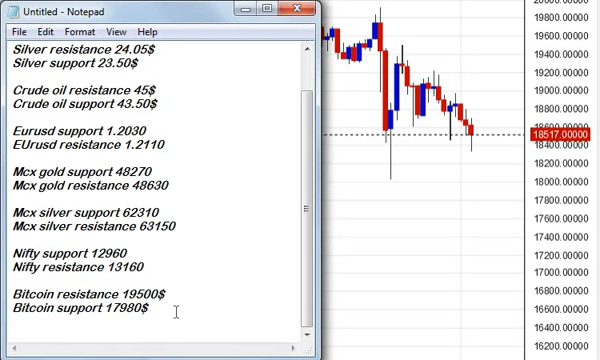 Untitled - Notepad
File Edit Format View Help
Silver resistance 24.05$
Silver support 23.50$
Crude oil resistance 45$
Crude oil support 43.50$
Eurusd support 1.2030
EUrusd resistance 1.2110
Mcx gold support 48270
Mcx gold resistance 48630
Mcx silver support 62310
Mcx silver resistance 63150
Nifty support 12960
Nifty resistance 13160
Bitcoin resistance 19500$
Bitcoin support 17980$
19800.00000
19600.00000
19400.00000
19200.00000
19000.00000
18800.00000
18517.00000
18400.00000
18200.00000
18000.00000
17800.00000
17600.00000
17400.00000
17200.00000
17000.00000
16800.00000
16600.00000
16400.00000
16200.00000